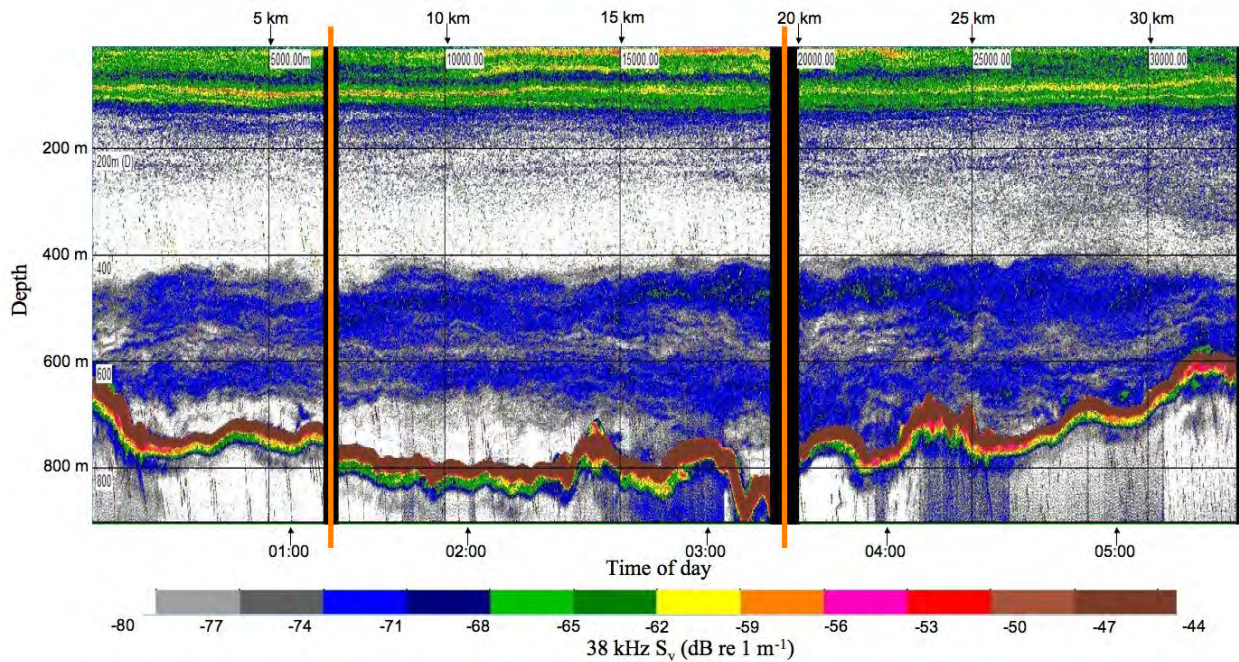 5 km 10 km 15 km 20 km 25 km 30 km
5000.00m 10000.00 15000.00 20000.00 25000.00 30000.00
200 m
200m (D)
400 m
400
Depth
600 m
600
800 m
800
01:00 02:00 03:00 04:00 05:00
Time of day
-80 -77 -74 -71 -68 -65 -62 -59 -56 -53 -50 -47 -44
38 kHz Sᵥ (dB re 1 m⁻¹)